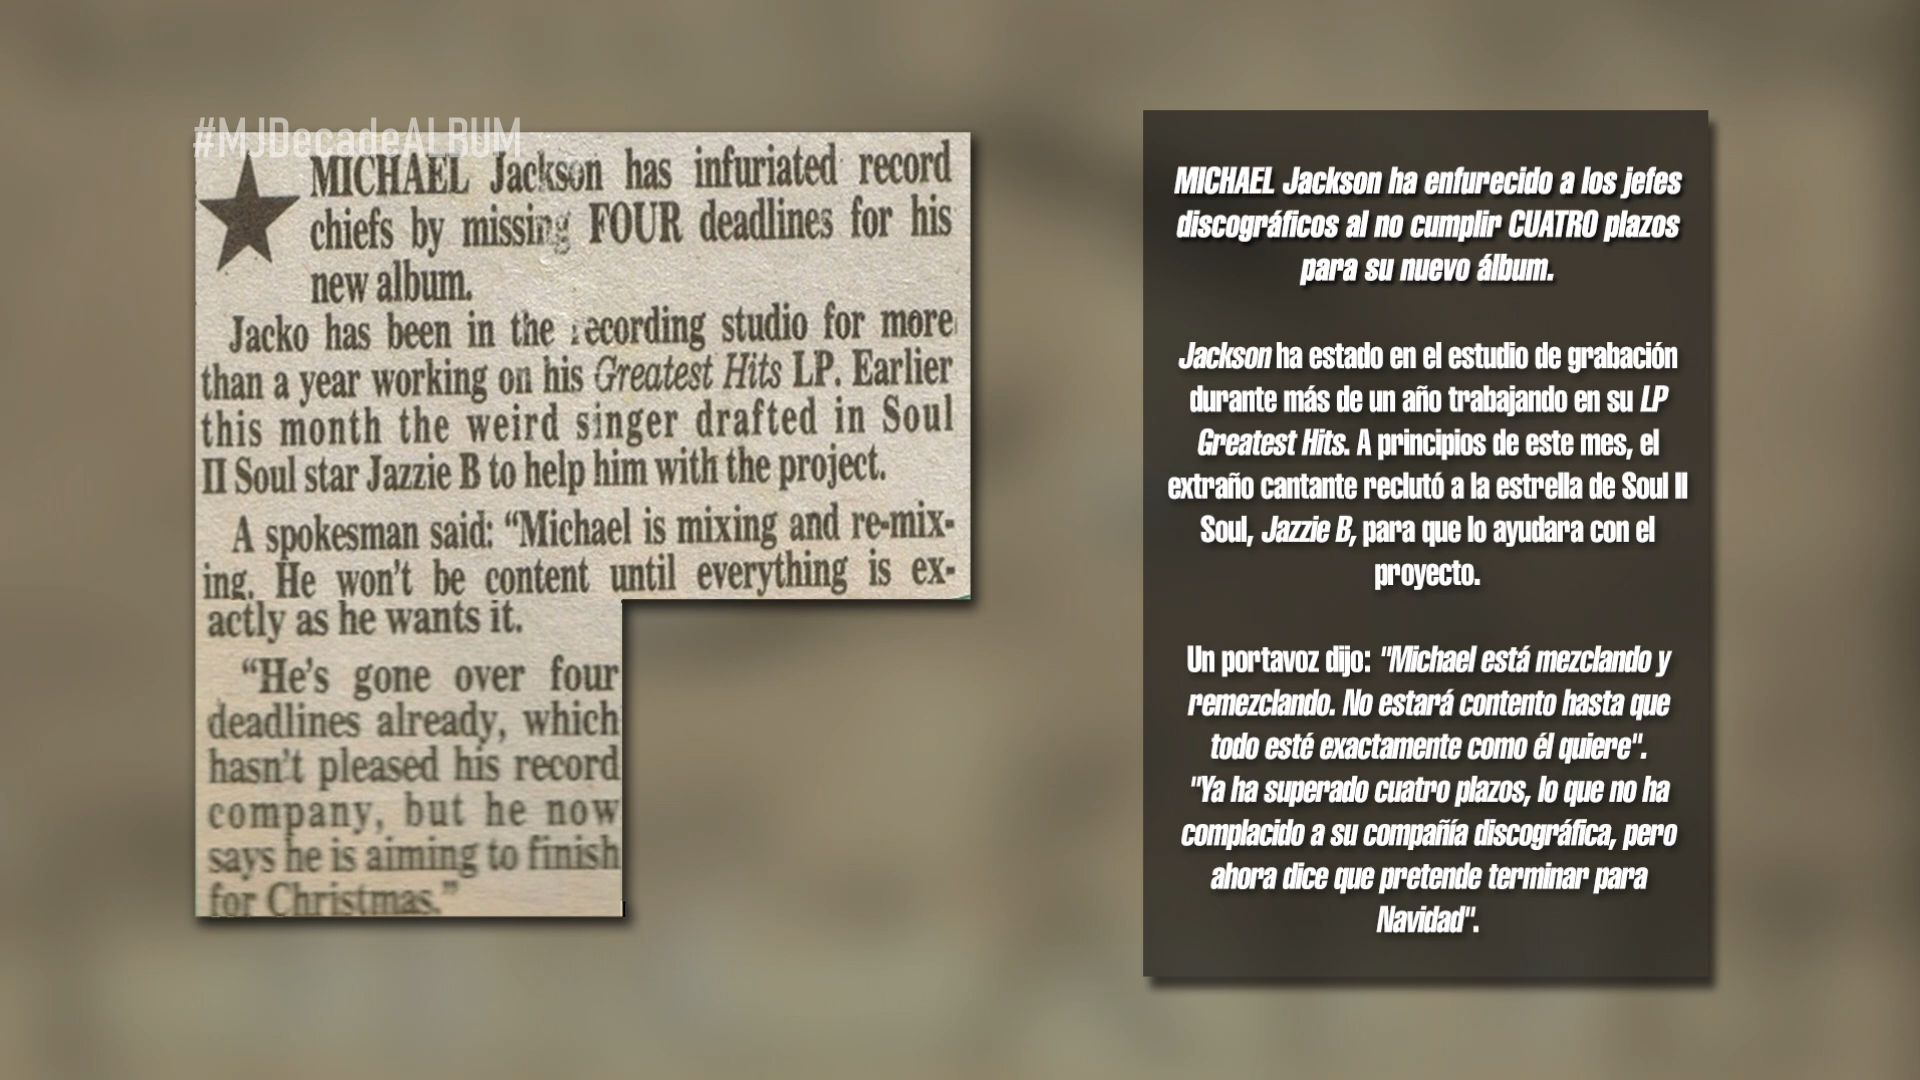 #MJDecadeALBUM
MICHAEL Jackson has infuriated record
chiefs by missing FOUR deadlines for his
new album.
Jacko has been in the recording studio for more
than a year working on his Greatest Hits LP. Earlier
this month the weird singer drafted in Soul
II Soul star Jazzie B to help him with the project.
A spokesman said: “Michael is mixing and re-mix-
ing. He won't be content until everything is ex-
actly as he wants it.
“He's gone over four
deadlines already, which
hasn't pleased his record
company, but he now
says he is aiming to finish
for Christmas.”
MICHAEL Jackson ha enfurecido a los jefes
discográficos al no cumplir CUATRO plazos
para su nuevo álbum.
Jackson ha estado en el estudio de grabación
durante más de un año trabajando en su LP
Greatest Hits. A principios de este mes, el
extraño cantante reclutó a la estrella de Soul II
Soul, Jazzie B, para que lo ayudara con el
proyecto.
Un portavoz dijo: "Michael está mezclando y
remezclando. No estará contento hasta que
todo esté exactamente como él quiere".
"Ya ha superado cuatro plazos, lo que no ha
complacido a su compañía discográfica, pero
ahora dice que pretende terminar para
Navidad".